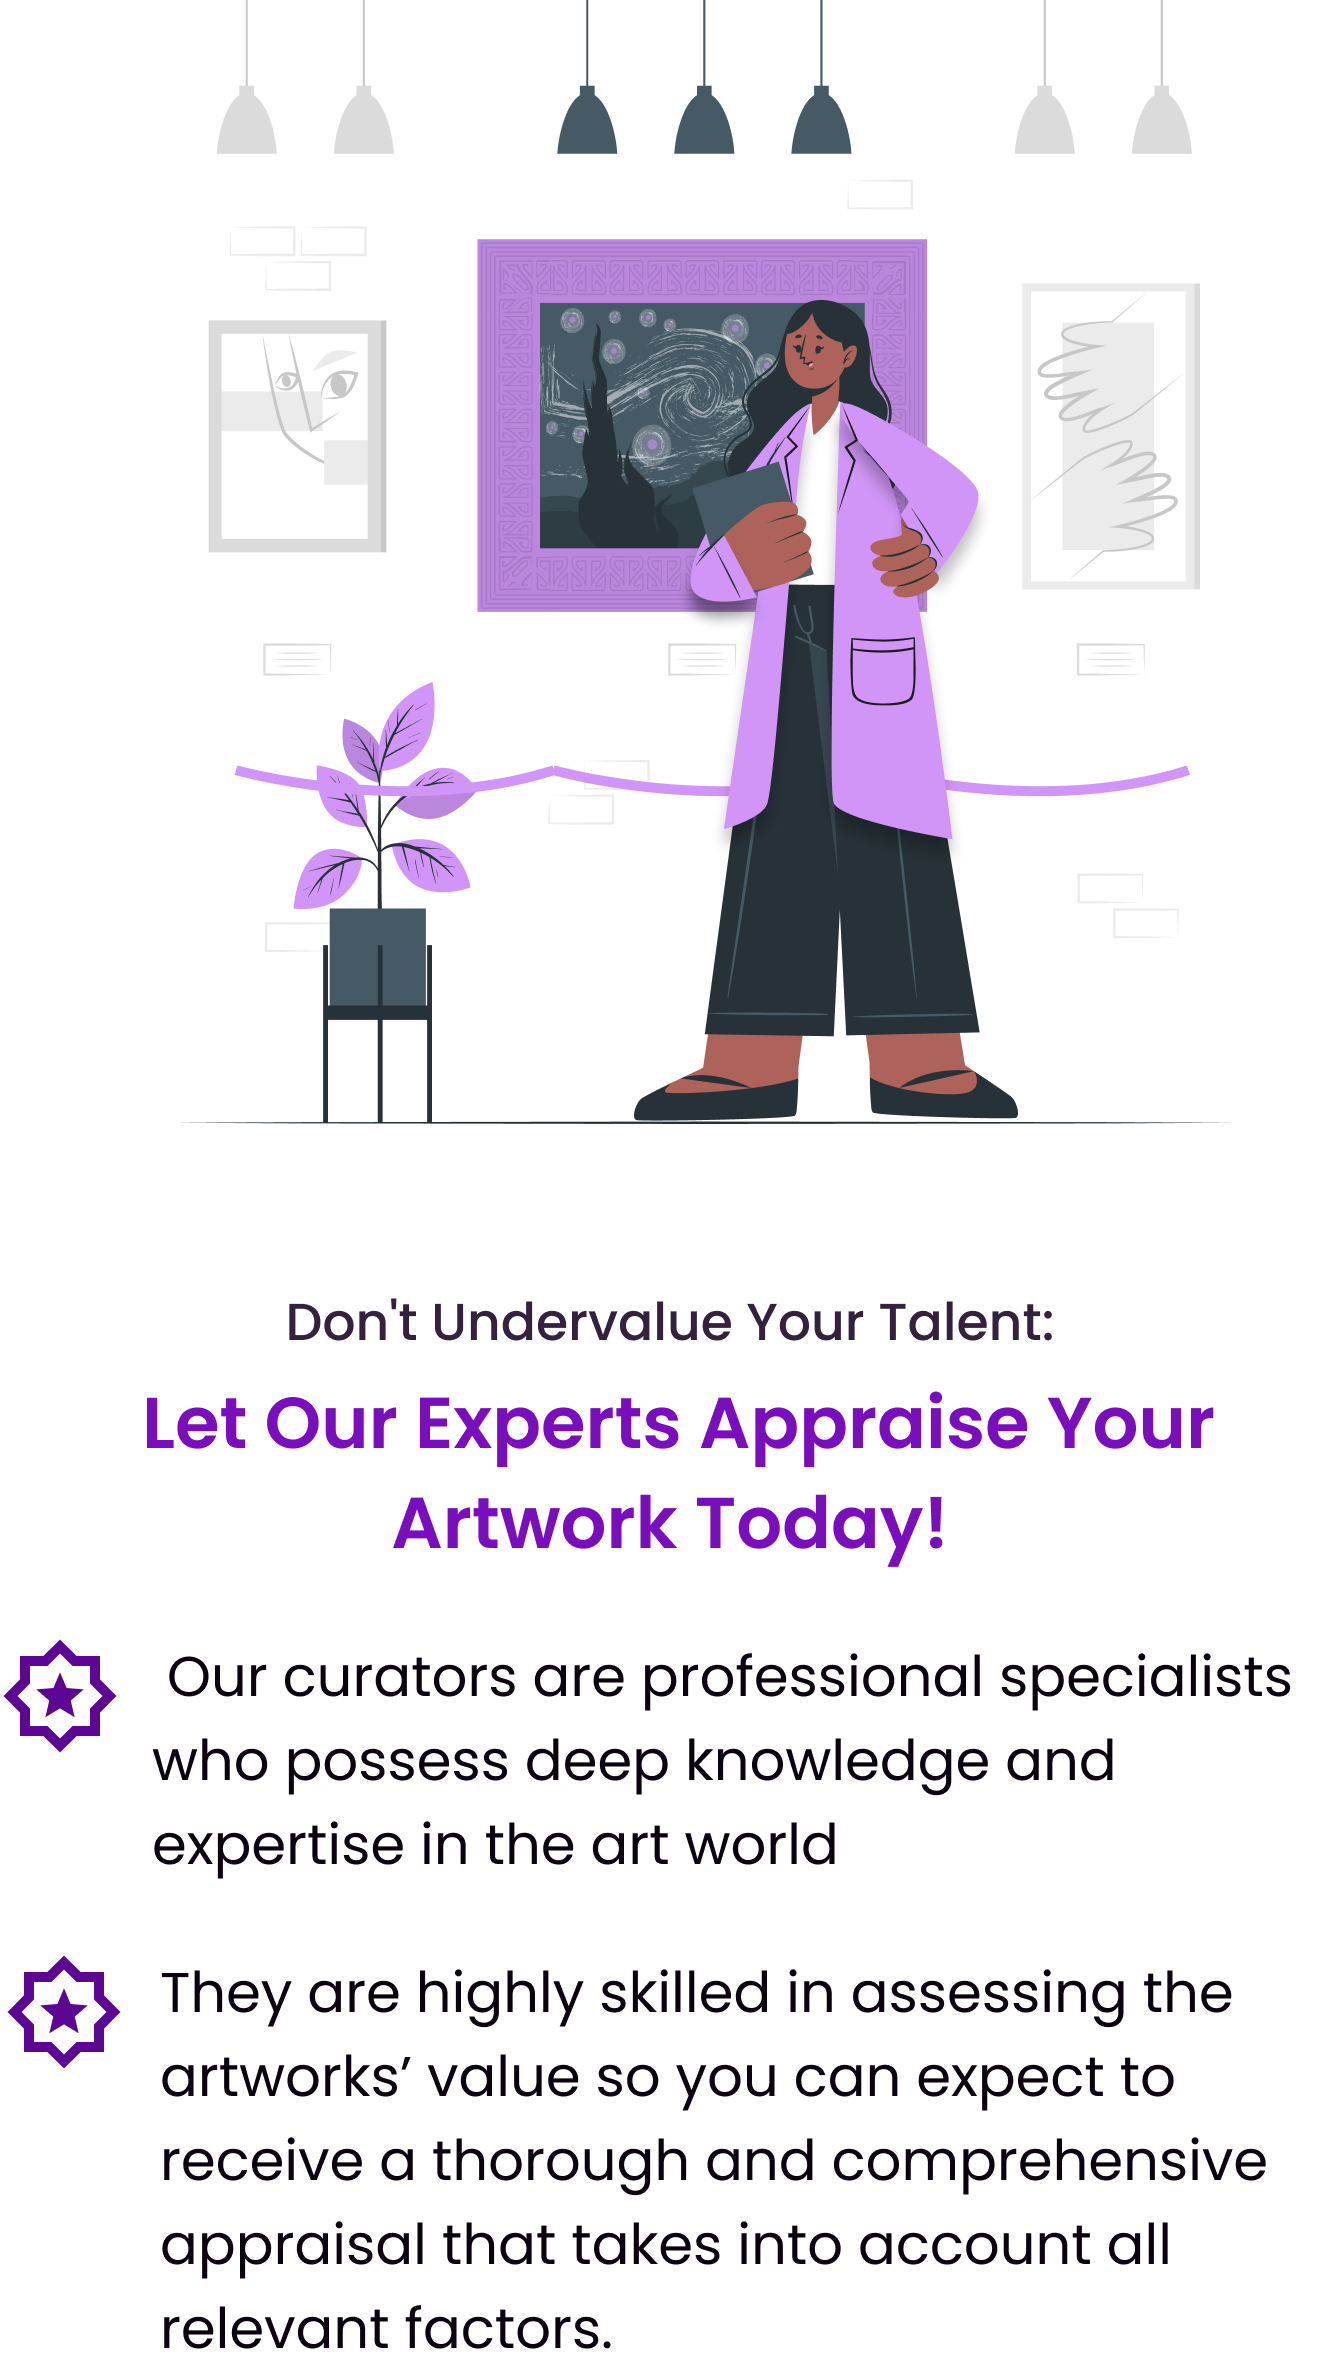 Don't Undervalue Your Talent:
Let Our Experts Appraise Your
Artwork Today!
Our curators are professional specialists
who possess deep knowledge and
expertise in the art world
They are highly skilled in assessing the
artworks’ value so you can expect to
receive a thorough and comprehensive
appraisal that takes into account all
relevant factors.